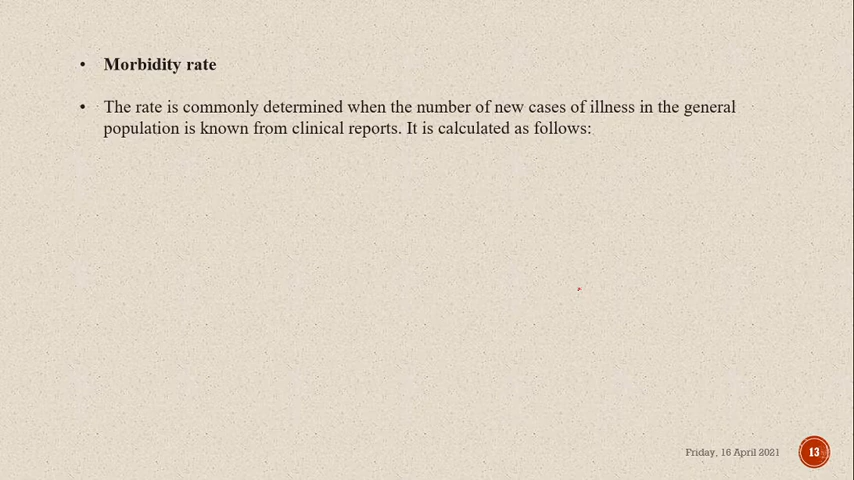 • Morbidity rate
• The rate is commonly determined when the number of new cases of illness in the general
population is known from clinical reports. It is calculated as follows:
Friday, 16 April 2021
13